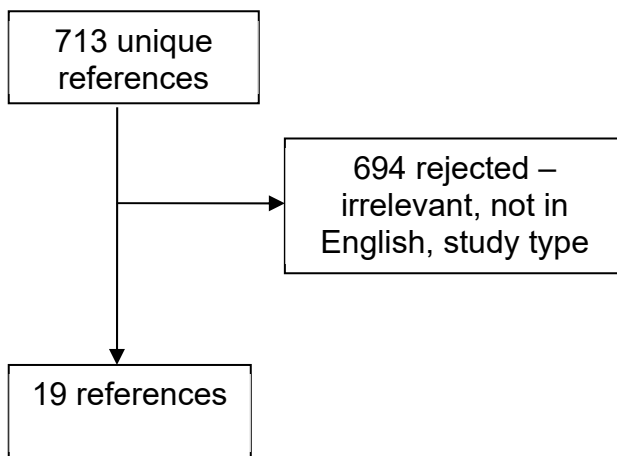 713 unique
references
694 rejected –
irrelevant, not in
English, study type
19 references